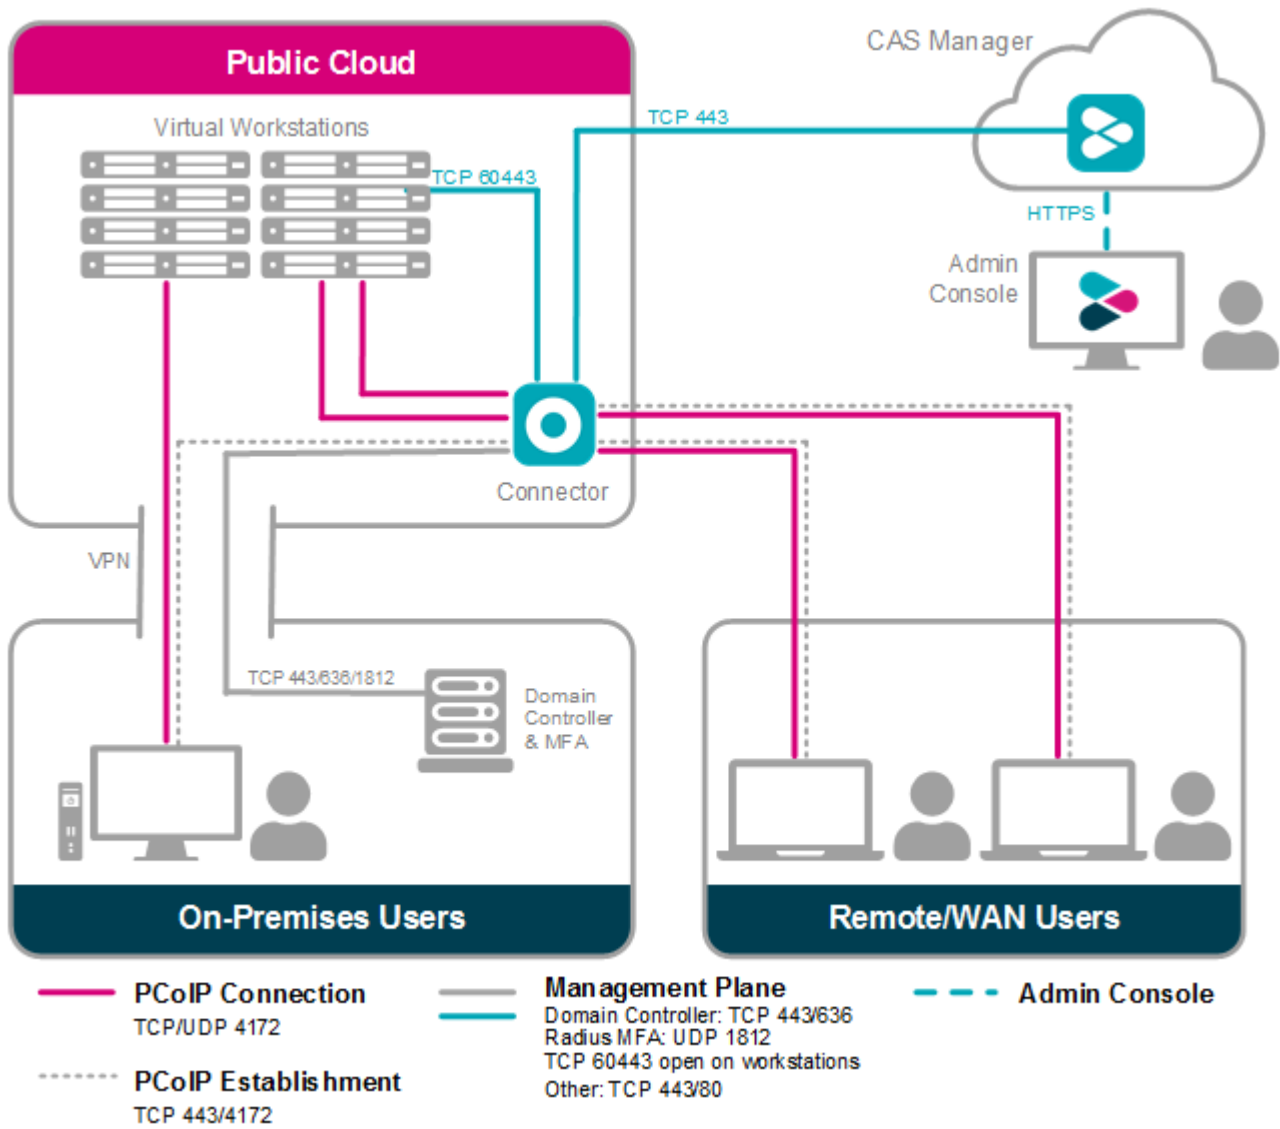 Public Cloud
CAS Manager
TCP 443
Virtual Workstations
TCP 60443
HTTPS
Admin
Console
Connector
VPN
TCP 443/636/1812
Domain
Controller
& MFA
On-Premises Users
Remote/WAN Users
PCoIP Connection
TCP/UDP 4172
PCoIP Establishment
TCP 443/4172
Management Plane
Domain Controller: TCP 443/636
Radius MFA: UDP 1812
TCP 60443 open on workstations
Other: TCP 443/80
Admin Console